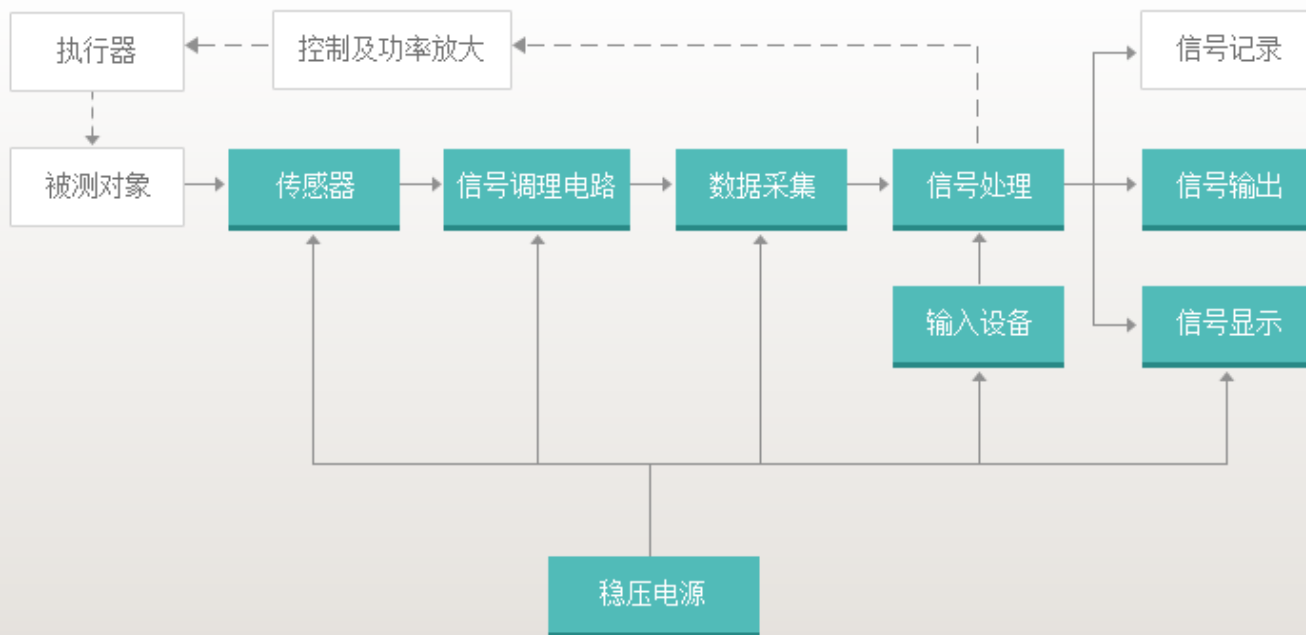 执行器
控制及功率放大
信号记录
被测对象
传感器
信号调理电路
数据采集
信号处理
信号输出
输入设备
信号显示
稳压电源